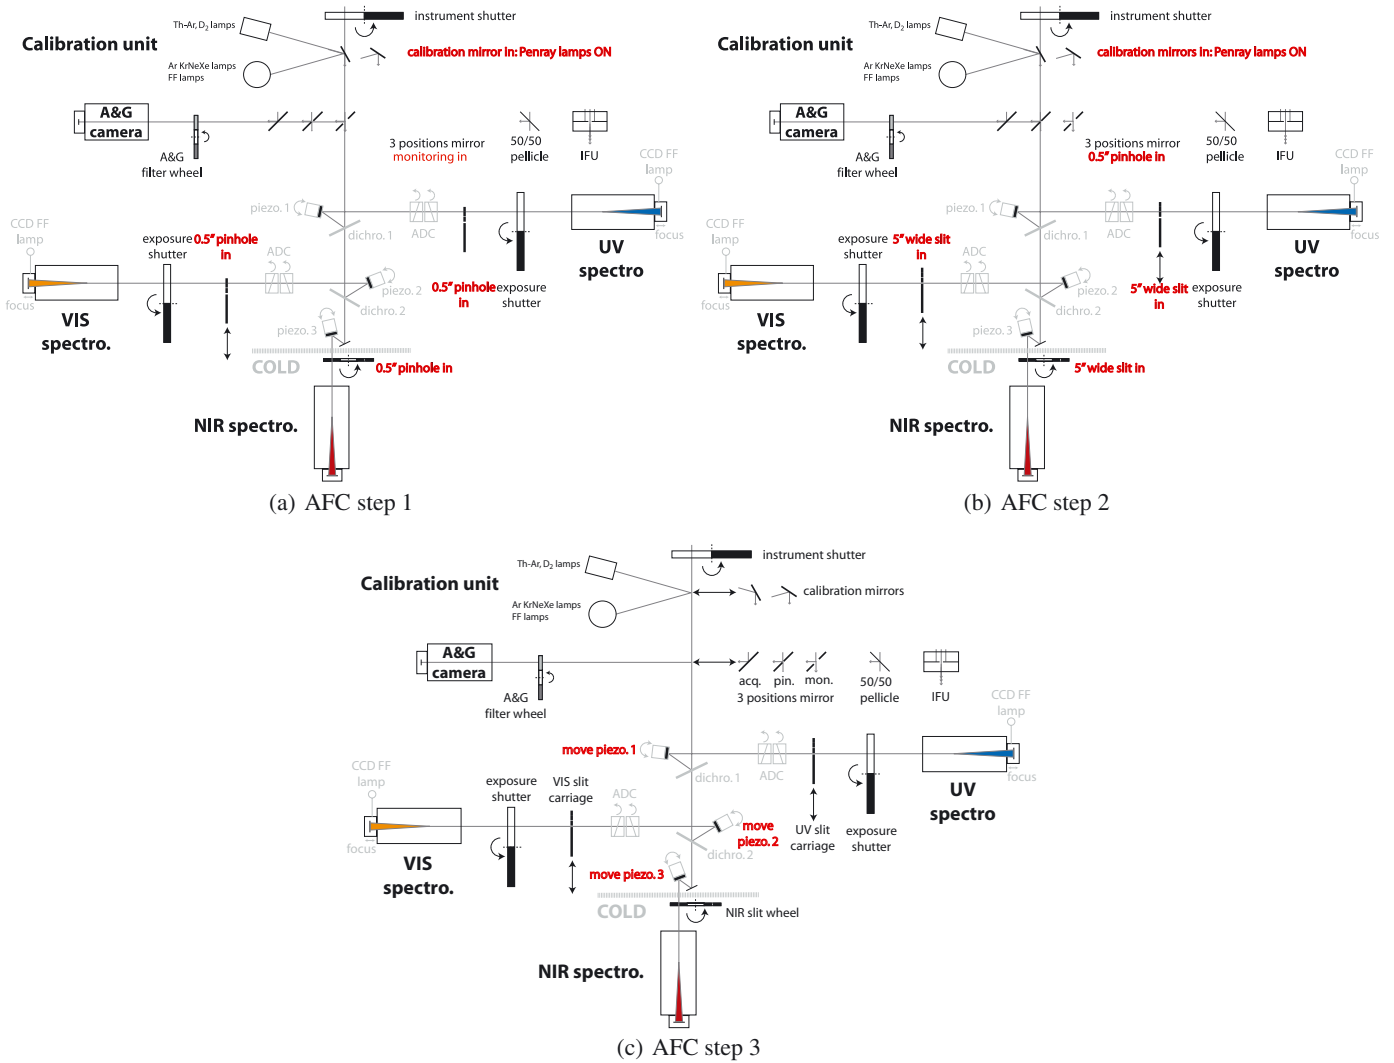 Th-Ar, D2 lamps
instrument shutter
Calibration unit
calibration mirror in: Penray lamps ON
Ar KrNeXe lamps
FF lamps
A&G
camera
A&G
filter wheel
3 positions mirror
monitoring in
50/50
pellicle
IFU
CCD FF
lamp
piezo. 1
dichro. 1
ADC
focus
UV
spectro
CCD FF
lamp
exposure
shutter
0.5" pinhole
in
ADC
focus
VIS
spectro.
piezo. 2
dichro. 2
0.5" pinhole
in
exposure
shutter
piezo. 3
COLD
0.5" pinhole in
NIR spectro.
(a) AFC step 1
Th-Ar, D2 lamps
instrument shutter
Calibration unit
calibration mirrors in: Penray lamps ON
Ar KrNeXe lamps
FF lamps
A&G
camera
A&G
filter wheel
3 positions mirror
0.5" pinhole in
50/50
pellicle
IFU
CCD FF
lamp
piezo. 1
dichro. 1
ADC
focus
UV
spectro
CCD FF
lamp
exposure
shutter
5" wide slit
in
ADC
focus
VIS
spectro.
piezo. 2
dichro. 2
5" wide slit
in
exposure
shutter
piezo. 3
COLD
5" wide slit in
NIR spectro.
(b) AFC step 2
Th-Ar, D2 lamps
instrument shutter
Calibration unit
calibration mirrors
Ar KrNeXe lamps
FF lamps
A&G
camera
A&G
filter wheel
acq. pin. mon.
3 positions mirror
50/50
pellicle
IFU
CCD FF
lamp
move piezo. 1
dichro. 1
ADC
focus
UV
spectro
CCD FF
lamp
exposure
shutter
VIS slit
carriage
ADC
focus
VIS
spectro.
move
piezo. 2
dichro. 2
UV slit
carriage
exposure
shutter
move piezo. 3
COLD
NIR slit wheel
NIR spectro.
(c) AFC step 3